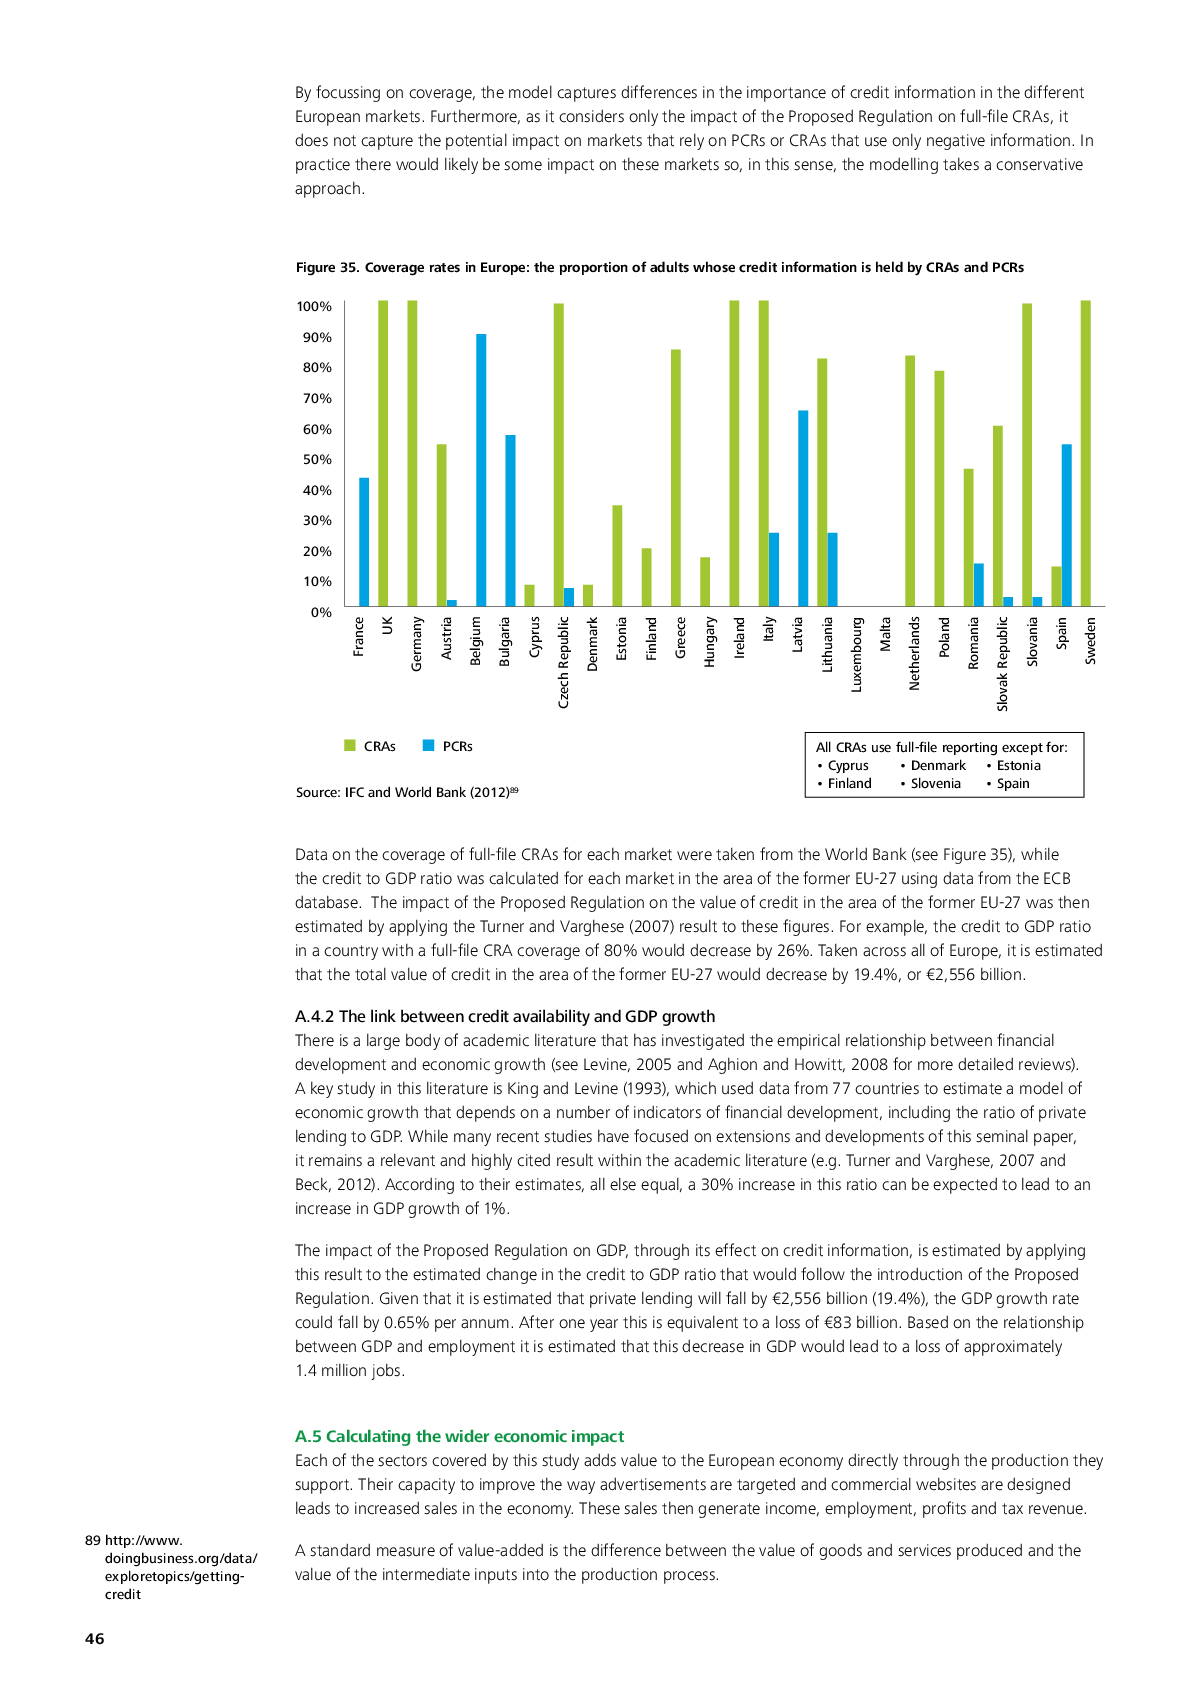 By focussing on coverage, the model captures differences in the importance of credit information in the different
European markets. Furthermore, as it considers only the impact of the Proposed Regulation on full-file CRAs, it
does not capture the potential impact on markets that rely on PCRs or CRAs that use only negative information. In
practice there would likely be some impact on these markets so, in this sense, the modelling takes a conservative
approach.
Figure 35. Coverage rates in Europe: the proportion of adults whose credit information is held by CRAs and PCRs
100%
90%
80%
70%
60%
50%
40%
30%
20%
10%
0%
France
UK
Germany
Austria
Belgium
Bulgaria
Cyprus
Czech Republic
Denmark
Estonia
Finland
Greece
Hungary
Ireland
Italy
Latvia
Lithuania
Luxembourg
Malta
Netherlands
Poland
Romania
Slovak Republic
Slovania
Spain
Sweden
CRAs PCRs
All CRAs use full-file reporting except for:
• Cyprus • Denmark • Estonia
• Finland • Slovenia • Spain
Source: IFC and World Bank (2012)89
Data on the coverage of full-file CRAs for each market were taken from the World Bank (see Figure 35), while
the credit to GDP ratio was calculated for each market in the area of the former EU-27 using data from the ECB
database. The impact of the Proposed Regulation on the value of credit in the area of the former EU-27 was then
estimated by applying the Turner and Varghese (2007) result to these figures. For example, the credit to GDP ratio
in a country with a full-file CRA coverage of 80% would decrease by 26%. Taken across all of Europe, it is estimated
that the total value of credit in the area of the former EU-27 would decrease by 19.4%, or €2,556 billion.
A.4.2 The link between credit availability and GDP growth
There is a large body of academic literature that has investigated the empirical relationship between financial
development and economic growth (see Levine, 2005 and Aghion and Howitt, 2008 for more detailed reviews).
A key study in this literature is King and Levine (1993), which used data from 77 countries to estimate a model of
economic growth that depends on a number of indicators of financial development, including the ratio of private
lending to GDP. While many recent studies have focused on extensions and developments of this seminal paper,
it remains a relevant and highly cited result within the academic literature (e.g. Turner and Varghese, 2007 and
Beck, 2012). According to their estimates, all else equal, a 30% increase in this ratio can be expected to lead to an
increase in GDP growth of 1%.
The impact of the Proposed Regulation on GDP, through its effect on credit information, is estimated by applying
this result to the estimated change in the credit to GDP ratio that would follow the introduction of the Proposed
Regulation. Given that it is estimated that private lending will fall by €2,556 billion (19.4%), the GDP growth rate
could fall by 0.65% per annum. After one year this is equivalent to a loss of €83 billion. Based on the relationship
between GDP and employment it is estimated that this decrease in GDP would lead to a loss of approximately
1.4 million jobs.
A.5 Calculating the wider economic impact
Each of the sectors covered by this study adds value to the European economy directly through the production they
support. Their capacity to improve the way advertisements are targeted and commercial websites are designed
leads to increased sales in the economy. These sales then generate income, employment, profits and tax revenue.
A standard measure of value-added is the difference between the value of goods and services produced and the
value of the intermediate inputs into the production process.
89 http://www.
doingbusiness.org/data/
exploretopics/getting-
credit
46